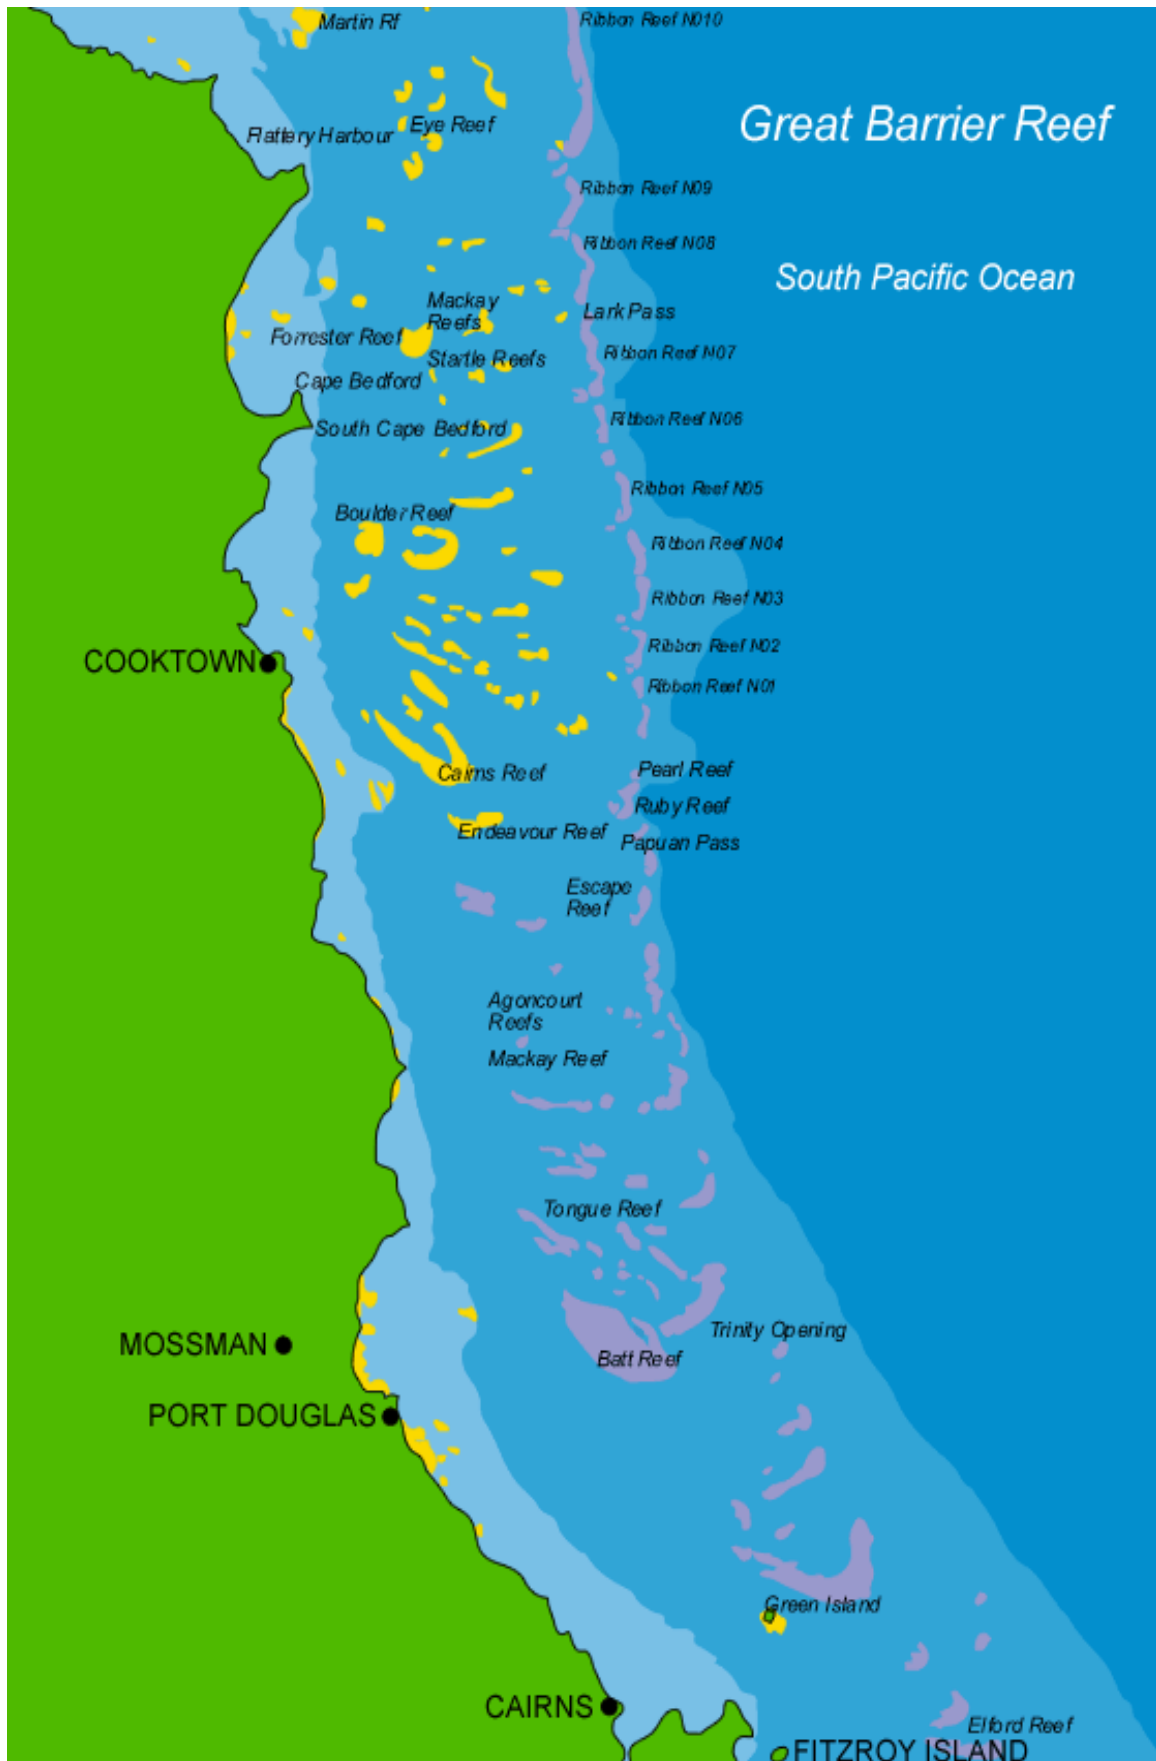 Ribbon Reef N010
Martin Rf
Great Barrier Reef
Eye Reef
Rattery Harbour
Ribbon Reef N09
Ribbon Reef N08
South Pacific Ocean
Mackay
Reefs
Lark Pass
Forrester Reef
Ribbon Reef N07
Startle Reefs
Cape Bedford
Ribbon Reef N06
South Cape Bedford
Ribbon Reef N05
Boulder Reef
Ribbon Reef N04
Ribbon Reef N03
Ribbon Reef N02
COOKTOWN
Ribbon Reef N01
Pearl Reef
Cairns Reef
Ruby Reef
Endeavour Reef
Papuan Pass
Escape
Reef
Agoncourt
Reefs
Mackay Reef
Tongue Reef
Trinity Opening
MOSSMAN
Batt Reef
PORT DOUGLAS
Green Island
CAIRNS
Elford Reef
FITZROY ISLAND